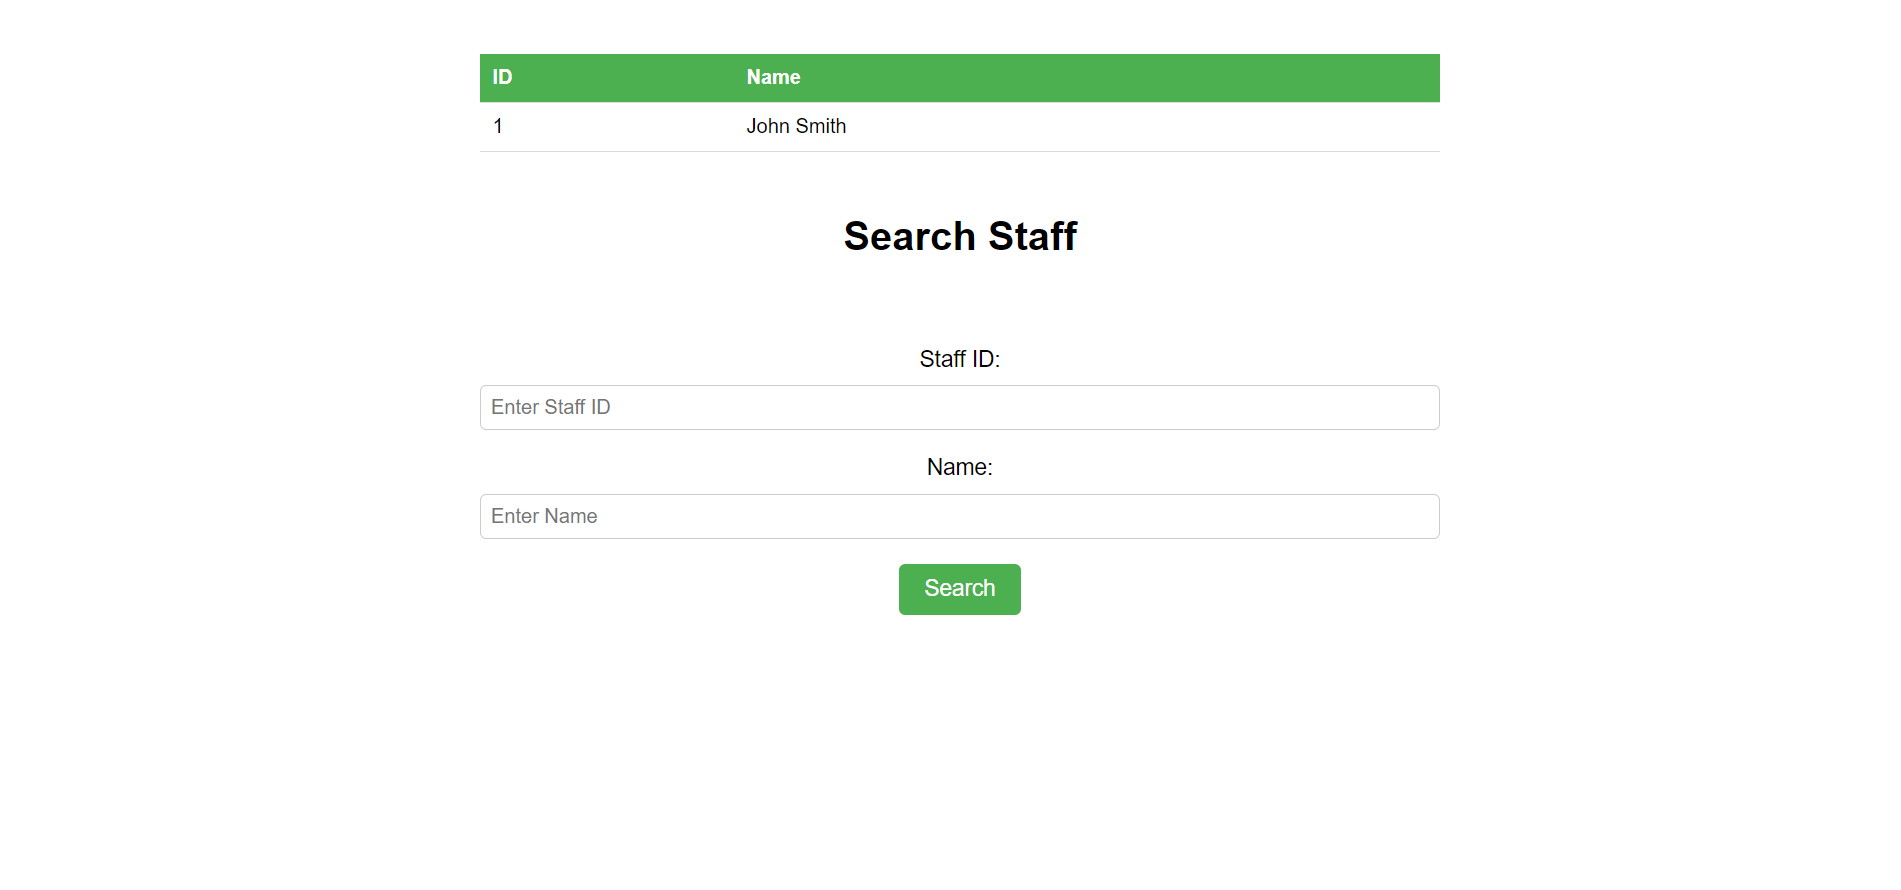 ID Name
1 John Smith
Search Staff
Staff ID:
Enter Staff ID
Name:
Enter Name
Search